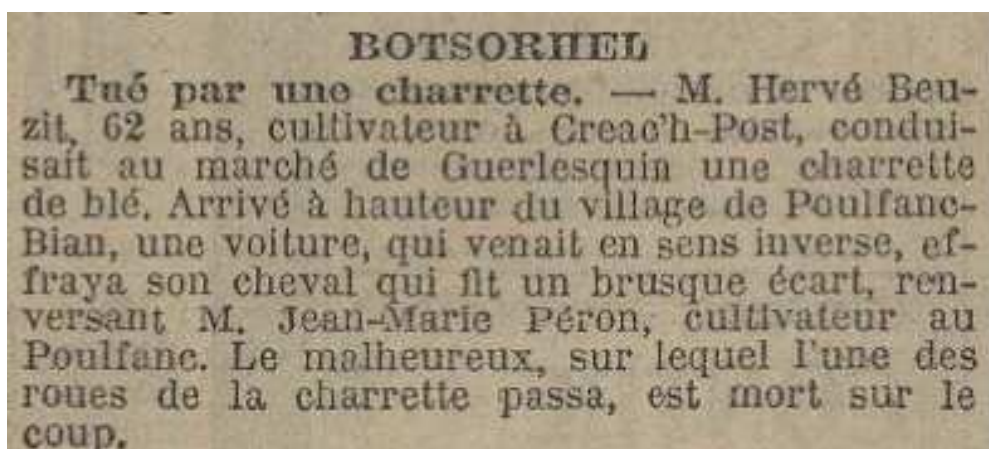 BOTSORHEL
Tué par une charrette. — M. Hervé Beu-
zit, 62 ans, cultivateur à Creac'h-Post, condui-
sait au marché de Guerlesquin une charrette
de blé. Arrivé à hauteur du village de Poulfanc-
Bian, une voiture, qui venait en sens inverse, ef-
fraya son cheval qui fit un brusque écart, ren-
versant M. Jean-Marie Péron, cultivateur au
Poulfanc. Le malheureux, sur lequel l'une des
roues de la charrette passa, est mort sur le
coup.